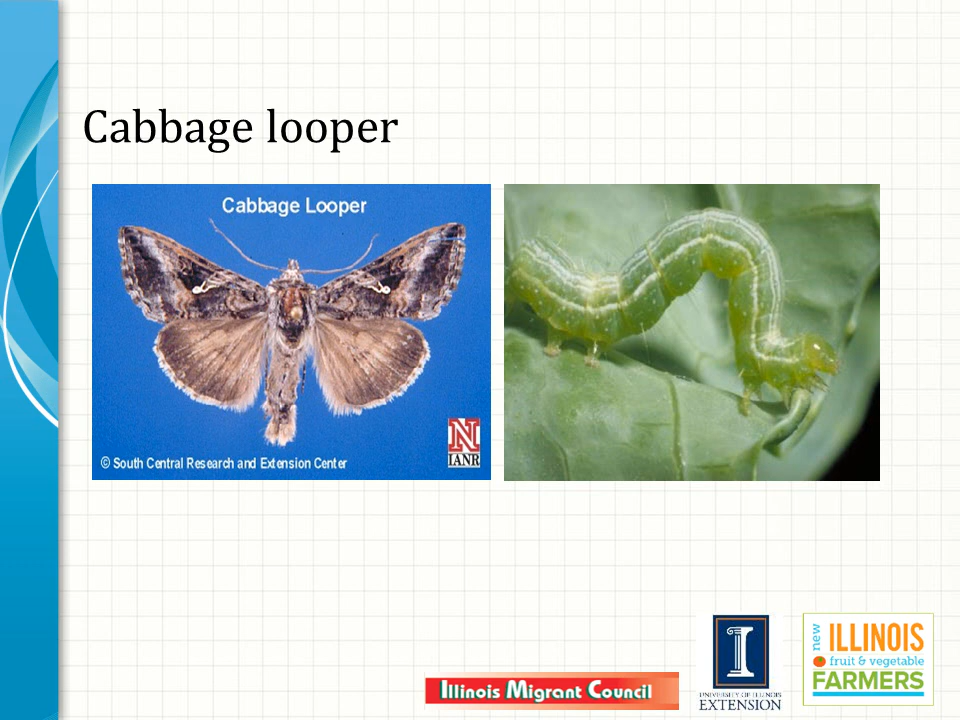 Cabbage looper
Cabbage Looper
© South Central Research and Extension Center
N
IANR
Illinois Migrant Council
I
UNIVERSITY OF ILLINOIS
EXTENSION
new
ILLINOIS
fruit & vegetable
FARMERS